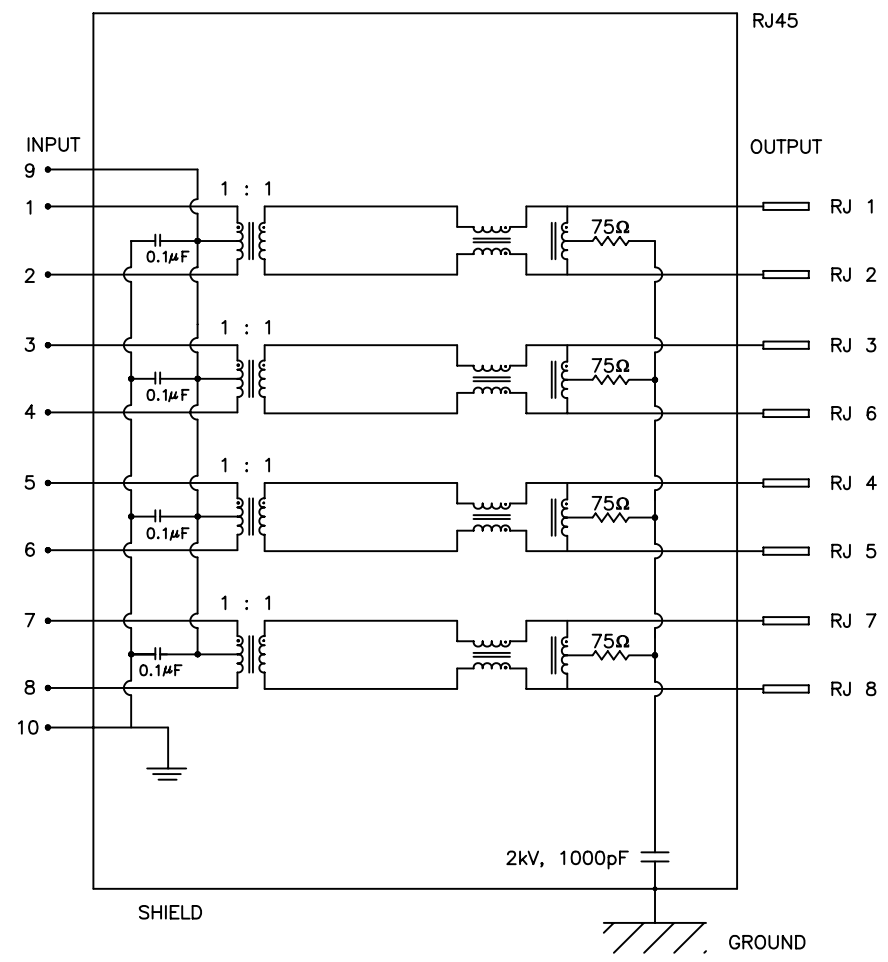 RJ45
INPUT
OUTPUT
9
1 : 1
1
RJ 1
75Ω
0.1μF
2
RJ 2
1 : 1
3
RJ 3
75Ω
0.1μF
4
RJ 6
1 : 1
5
RJ 4
75Ω
0.1μF
6
RJ 5
1 : 1
7
RJ 7
75Ω
0.1μF
8
RJ 8
10
2kV, 1000pF
SHIELD
GROUND